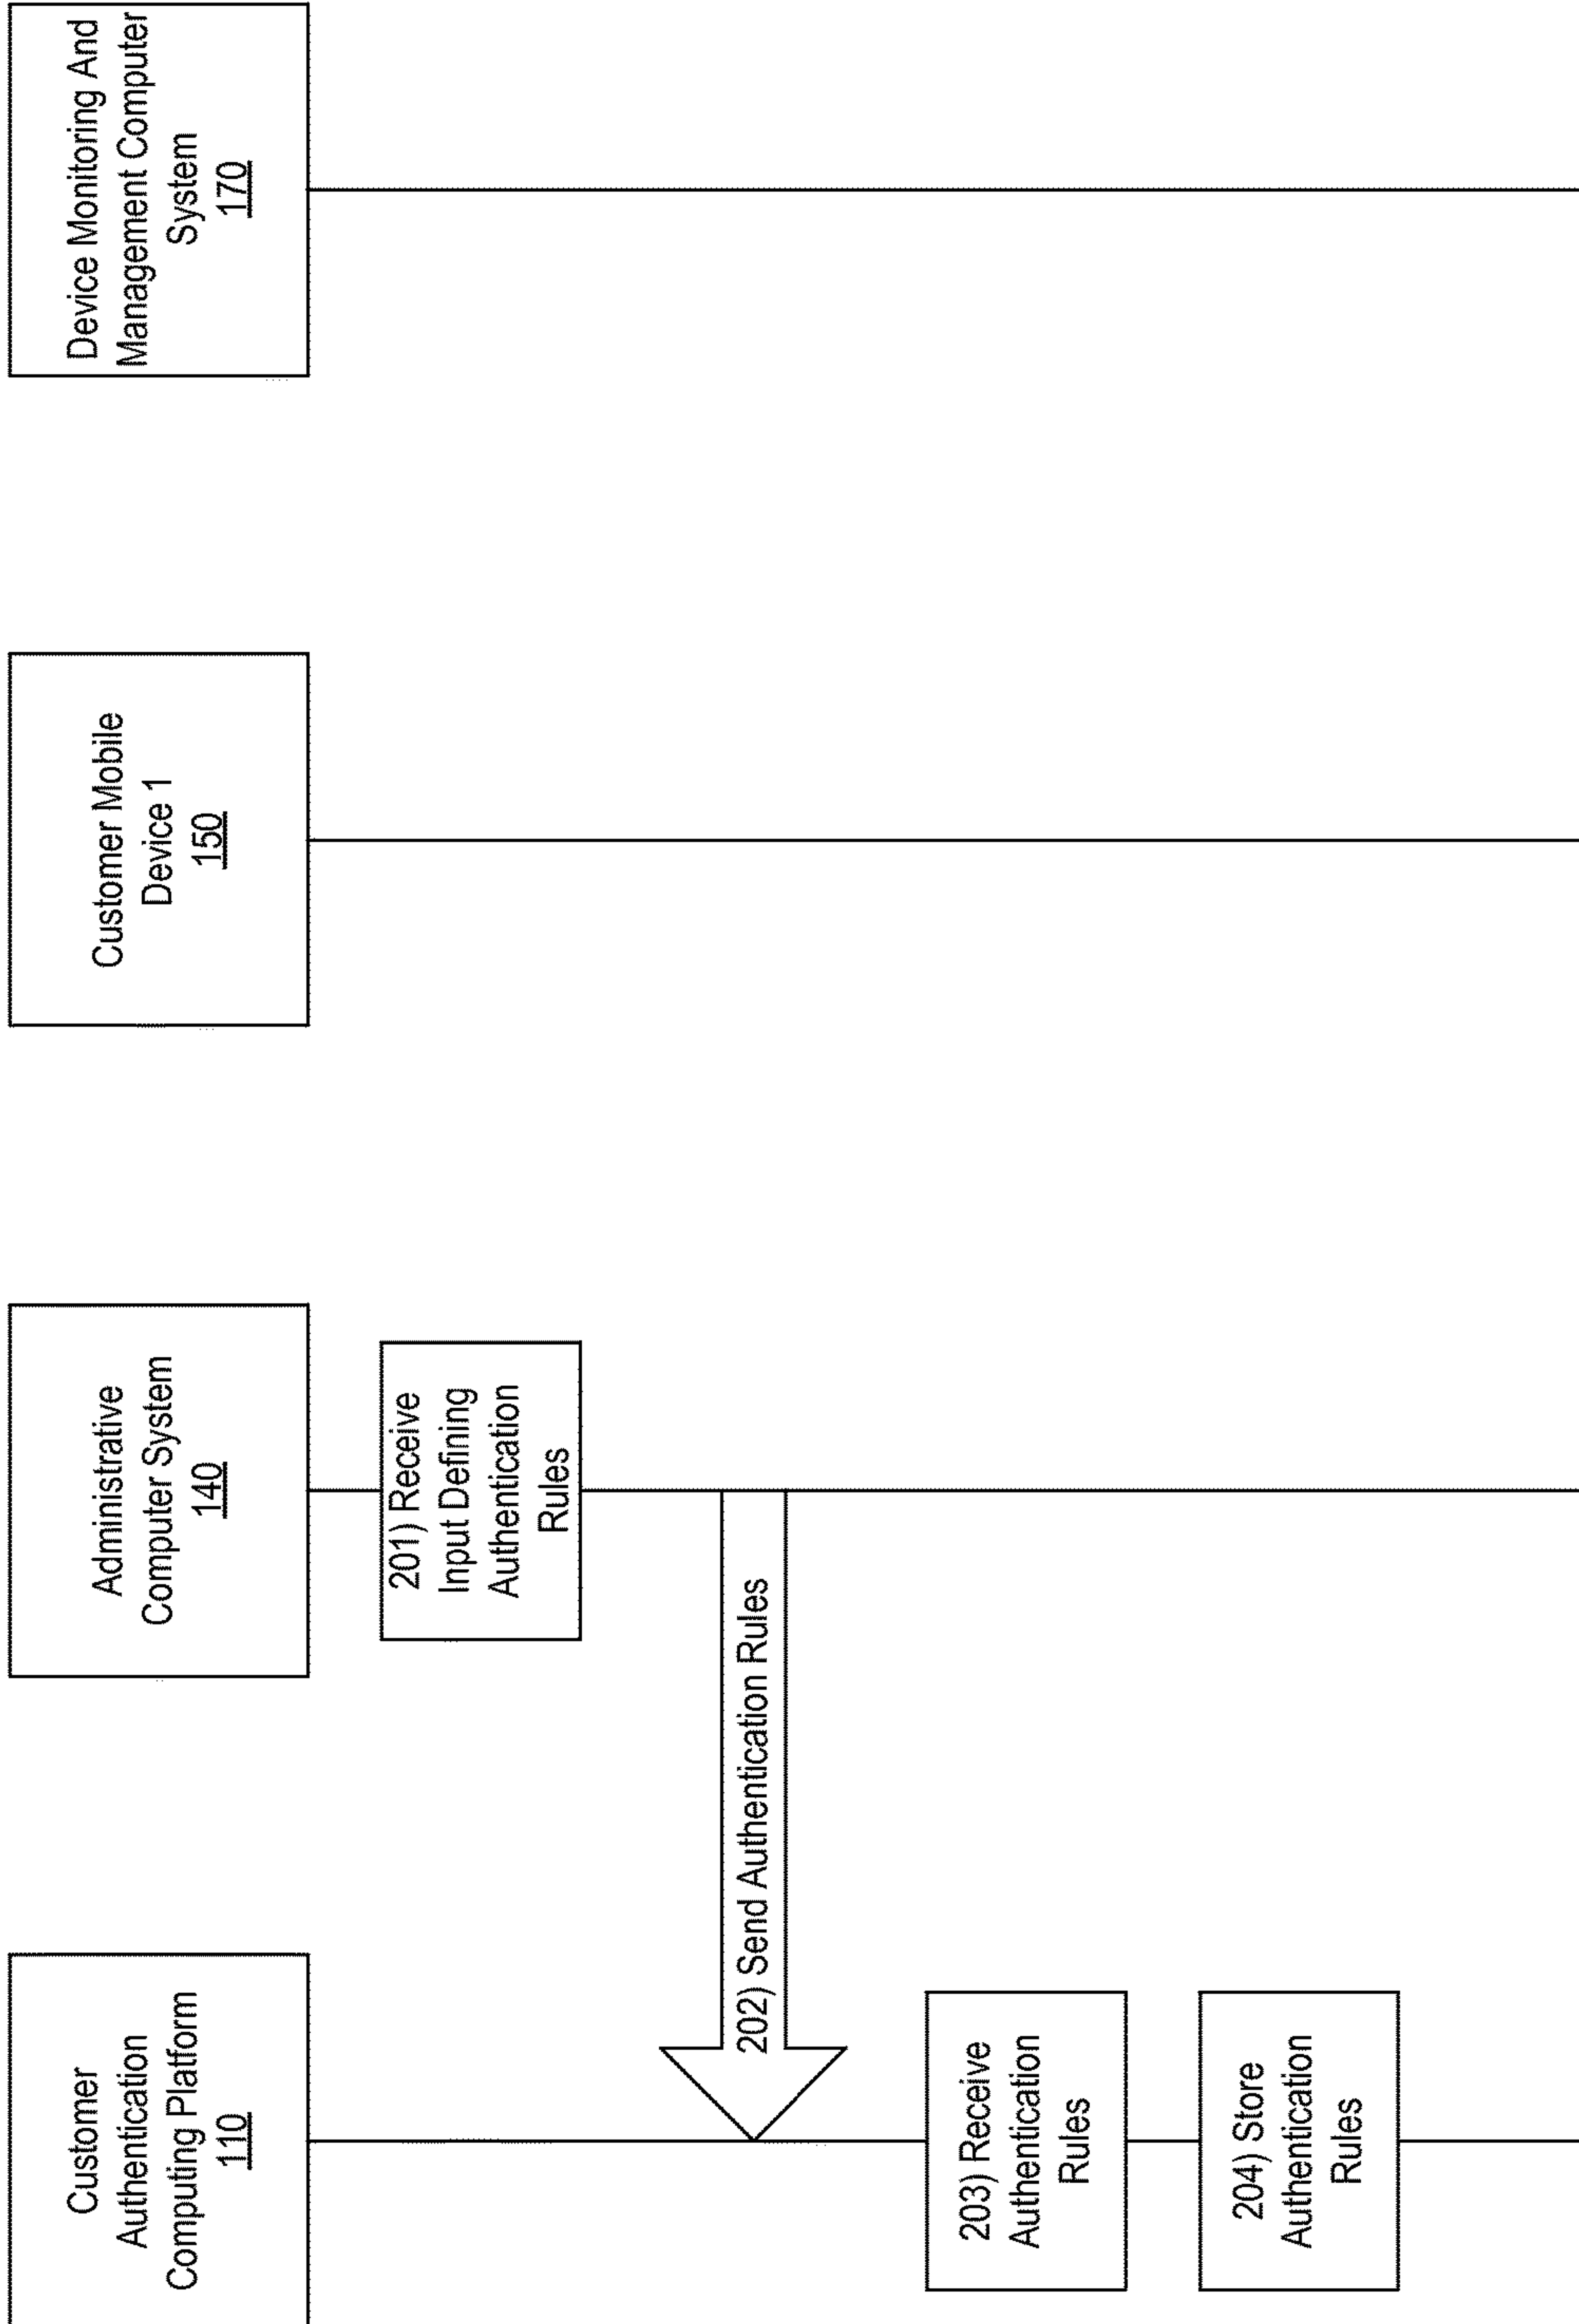 Customer
Authentication
Computing Platform
110
Administrative
Computer System
140
Customer Mobile
Device 1
150
Device Monitoring And
Management Computer
System
170
201) Receive
Input Defining
Authentication
Rules
202) Send Authentication Rules
203) Receive
Authentication
Rules
204) Store
Authentication
Rules